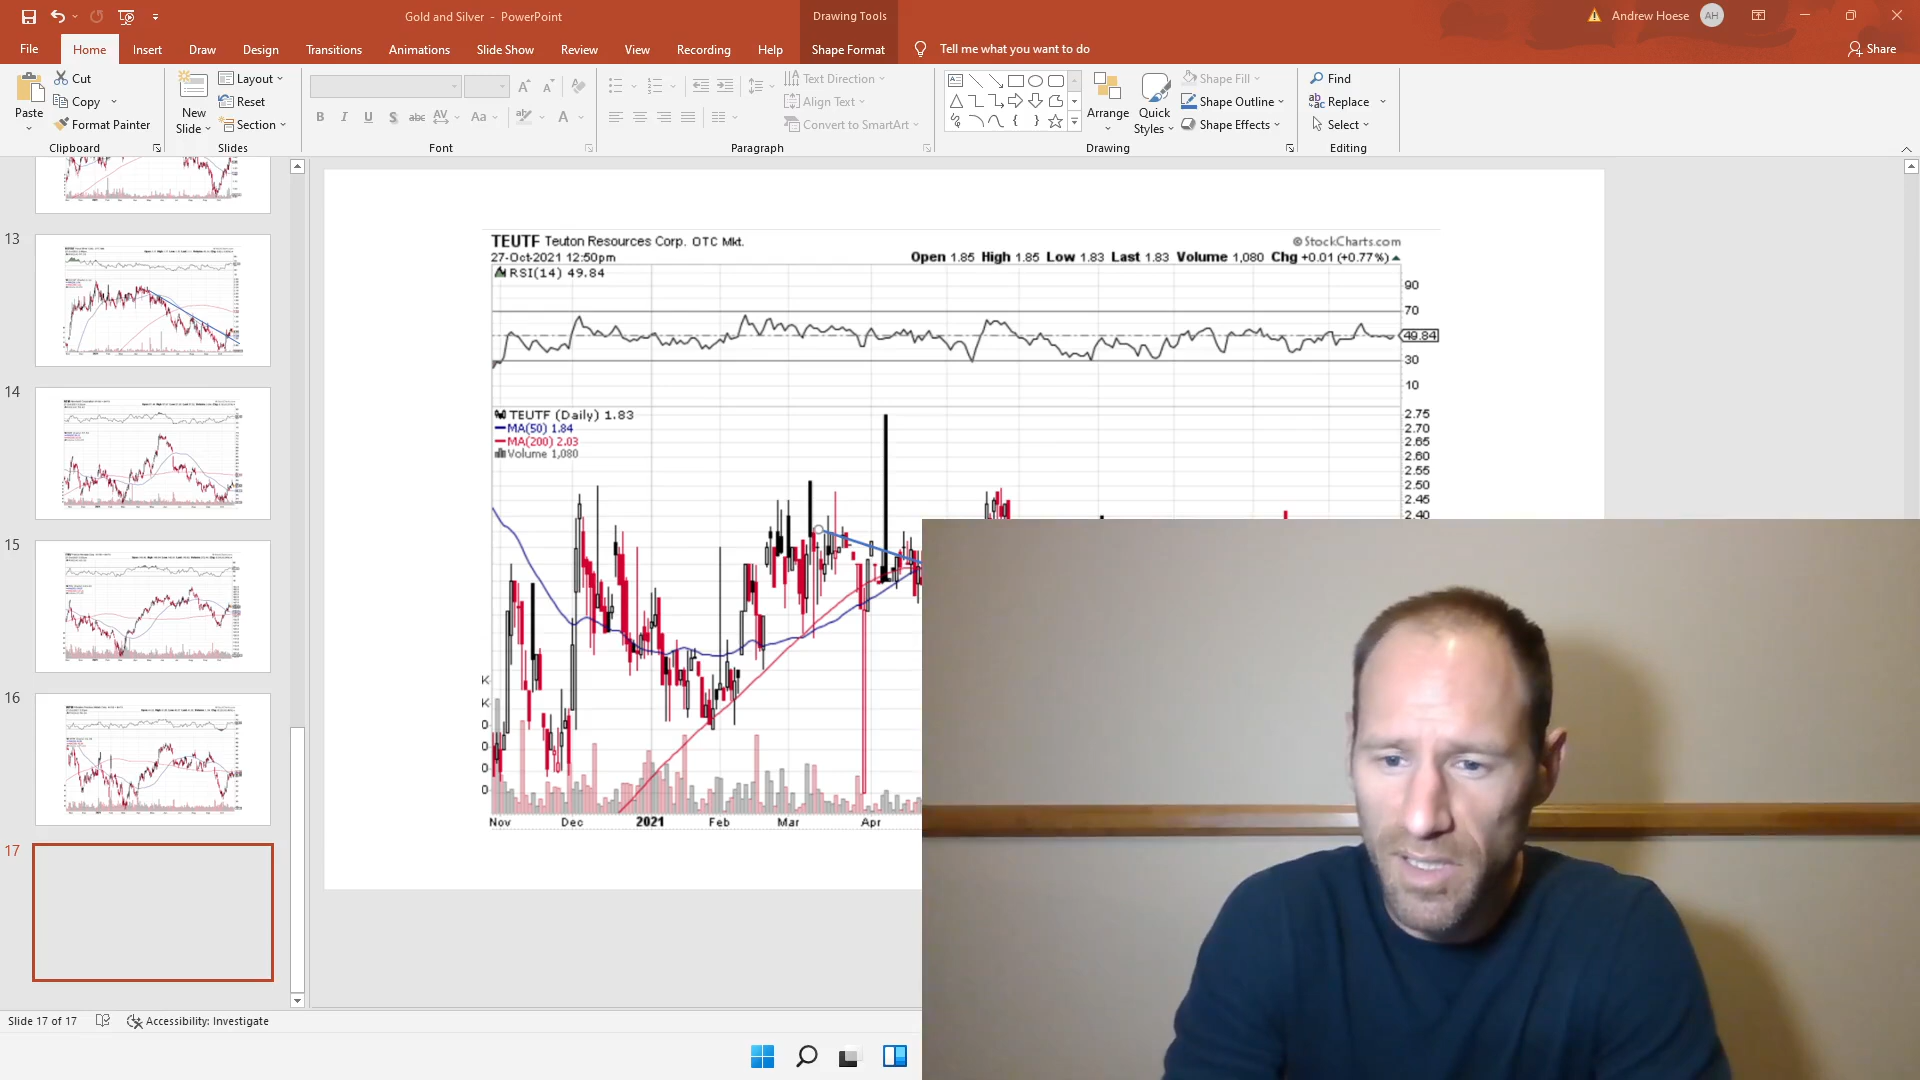 Gold and Silver - PowerPoint
Drawing Tools
Andrew Hoese
AH
File Home Insert Draw Design Transitions Animations Slide Show Review View Recording Help Shape Format Tell me what you want to do Share
Paste
Cut
Copy
Format Painter
Clipboard
New
Slide
Layout
Reset
Section
Slides
B I U S abc AV Aa A
Font
Text Direction
Align Text
Convert to SmartArt
Paragraph
Arrange
Quick
Styles
Shape Fill
Shape Outline
Shape Effects
Drawing
Find
Replace
Select
Editing
13
14
15
16
17
TEUTF Teuton Resources Corp. OTC Mkt.
© StockCharts.com
27-Oct-2021 12:50pm
Open 1.85 High 1.85 Low 1.83 Last 1.83 Volume 1,080 Chg +0.01 (+0.77%)
RSI(14) 49.84
90
70
49.84
30
10
TEUTF (Daily) 1.83
MA(50) 1.84
MA(200) 2.03
Volume 1,080
2.75
2.70
2.65
2.60
2.55
2.50
2.45
2.40
K
K
0
0
0
0
Nov Dec 2021 Feb Mar Apr
Slide 17 of 17
Accessibility: Investigate